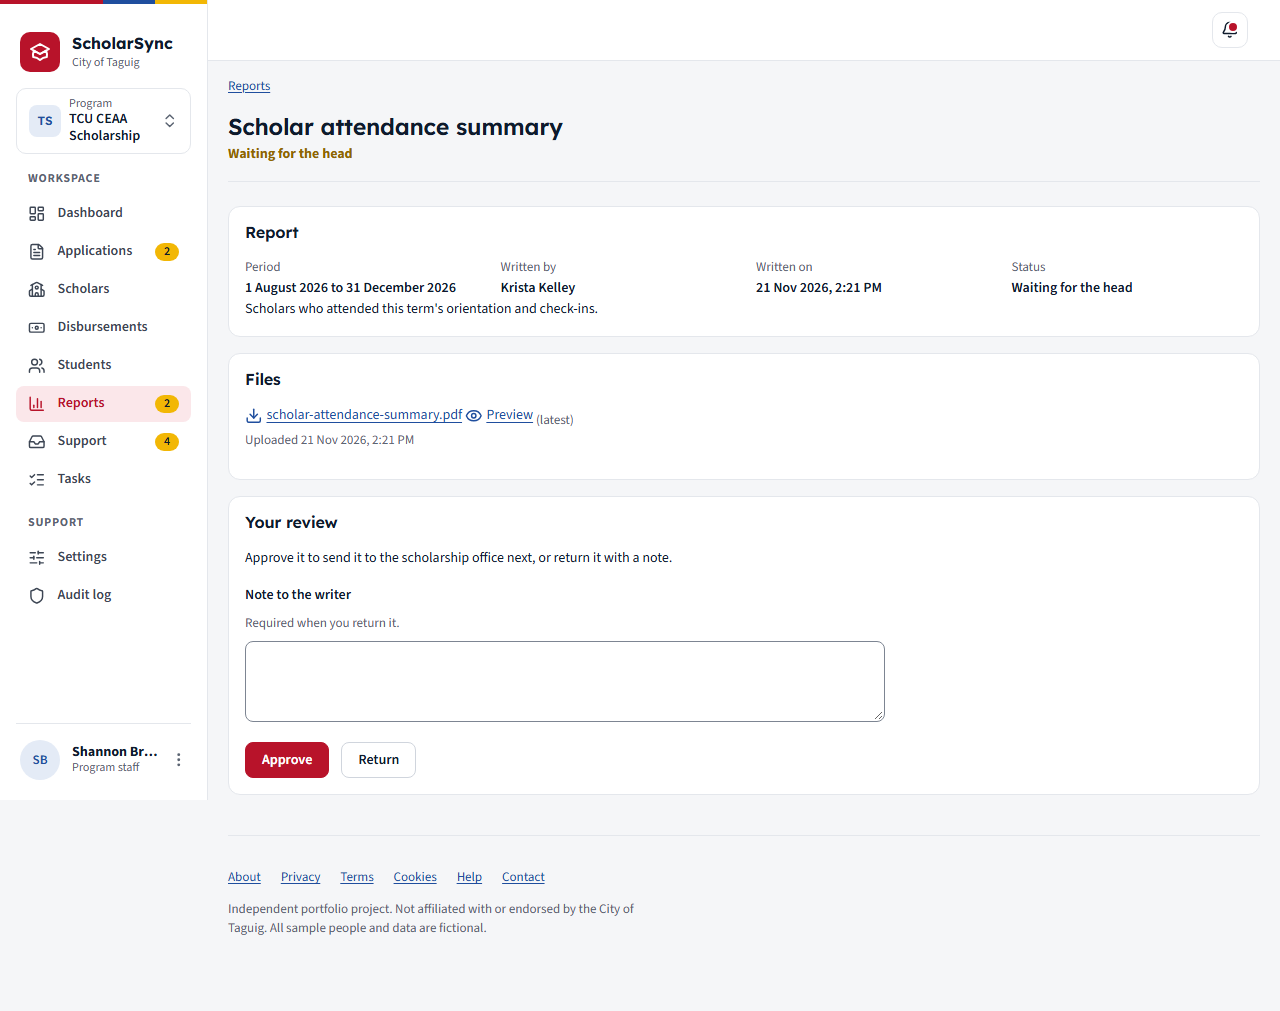 ScholarSync
City of Taguig
TS
Program
TCU CEAA
Scholarship
WORKSPACE
Dashboard
Applications 2
Scholars
Disbursements
Students
Reports 2
Support 4
Tasks
SUPPORT
Settings
Audit log
SB
Shannon Br...
Program staff
Reports
Scholar attendance summary
Waiting for the head
Report
Period
1 August 2026 to 31 December 2026
Written by
Krista Kelley
Written on
21 Nov 2026, 2:21 PM
Status
Waiting for the head
Scholars who attended this term's orientation and check-ins.
Files
scholar-attendance-summary.pdf Preview (latest)
Uploaded 21 Nov 2026, 2:21 PM
Your review
Approve it to send it to the scholarship office next, or return it with a note.
Note to the writer
Required when you return it.
Approve Return
About Privacy Terms Cookies Help Contact
Independent portfolio project. Not affiliated with or endorsed by the City of
Taguig. All sample people and data are fictional.